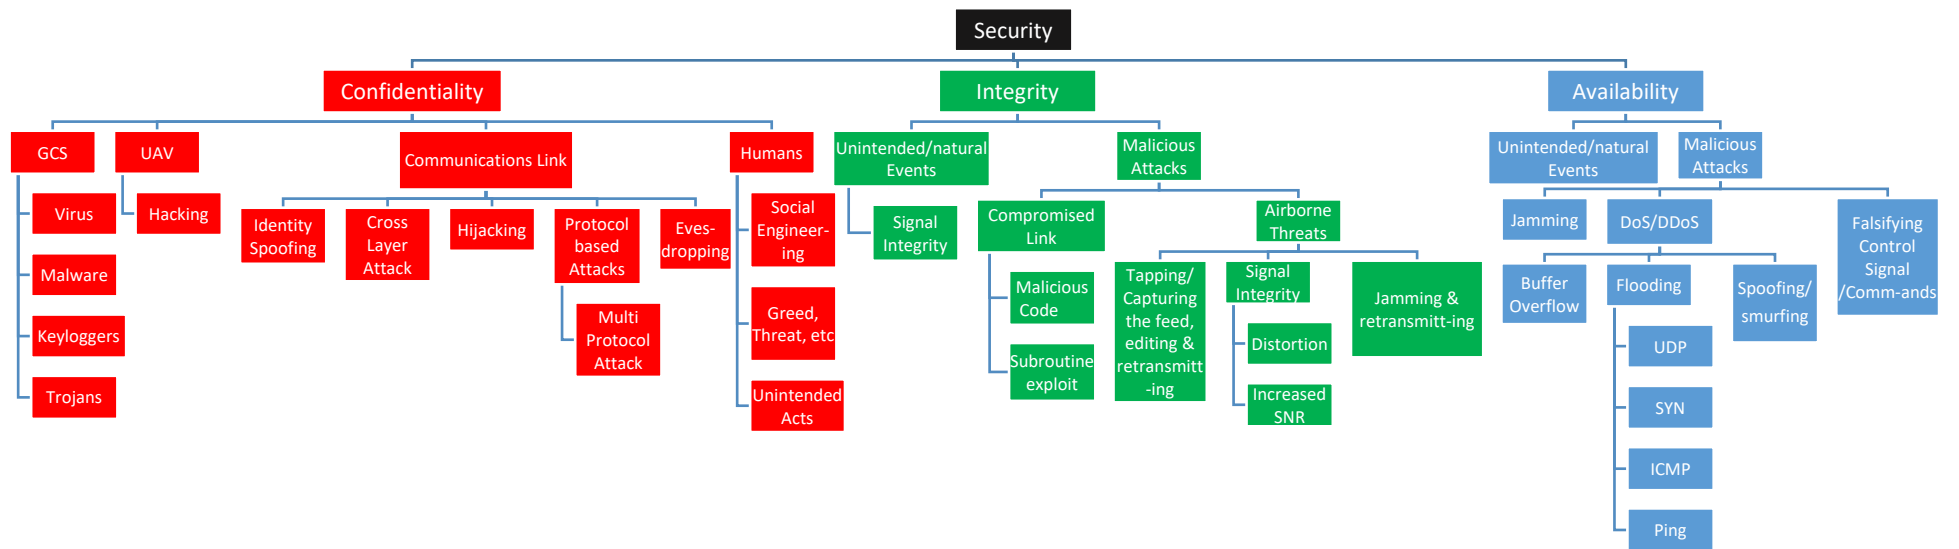 Security
Confidentiality
Integrity
Availability
GCS
UAV
Communications Link
Humans
Unintended/natural
Events
Malicious
Attacks
Unintended/natural
Events
Malicious
Attacks
Virus
Hacking
Identity
Spoofing
Cross
Layer
Attack
Hijacking
Protocol
based
Attacks
Eves-
dropping
Social
Engineer-
ing
Signal
Integrity
Compromised
Link
Airborne
Threats
Jamming
DoS/DDoS
Falsifying
Control
Signal
/Comm-ands
Malware
Keyloggers
Trojans
Multi
Protocol
Attack
Greed,
Threat, etc
Unintended
Acts
Malicious
Code
Subroutine
exploit
Tapping/
Capturing
the feed,
editing &
retransmitt
-ing
Signal
Integrity
Distortion
Increased
SNR
Jamming &
retransmitt-ing
Buffer
Overflow
Flooding
Spoofing/
smurfing
UDP
SYN
ICMP
Ping